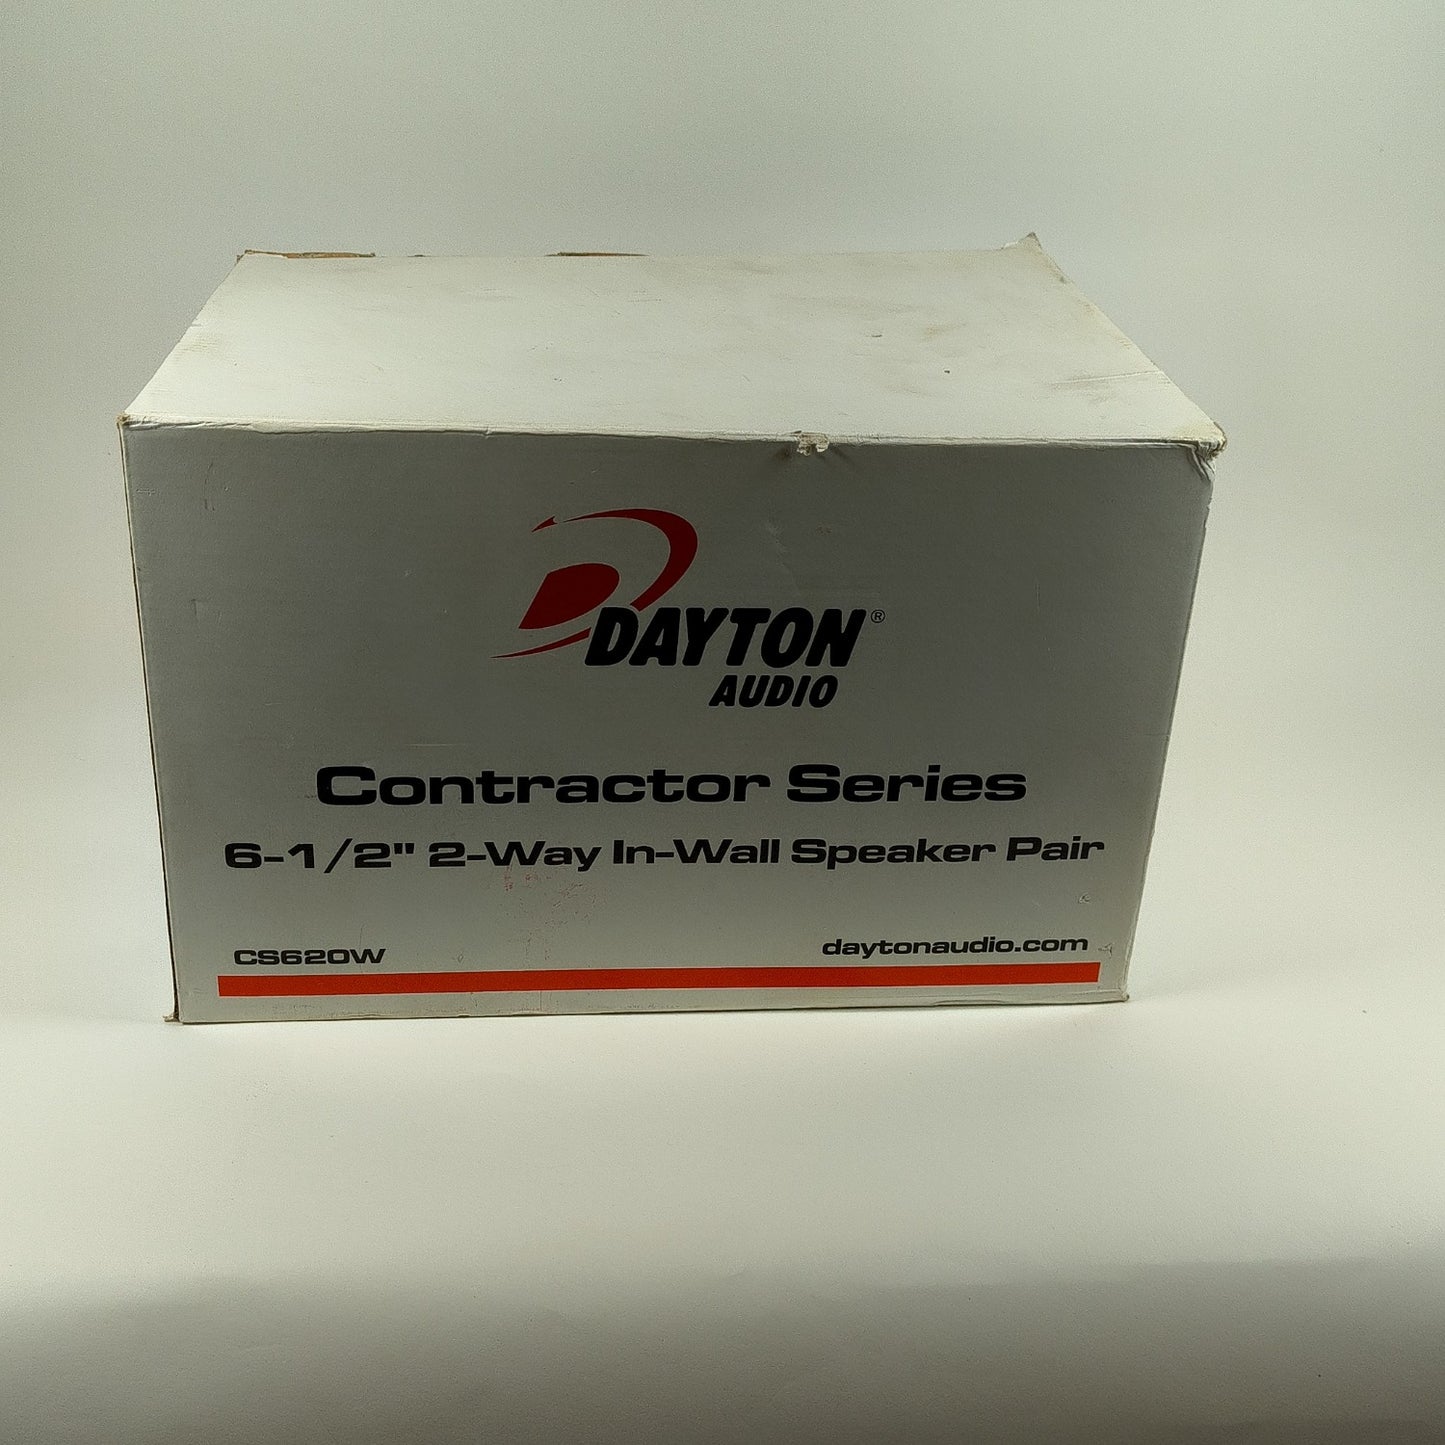 DAYTON®
AUDIO
Contractor Series
6-1/2" 2-Way In-Wall Speaker Pair
CS620W
daytonaudio.com